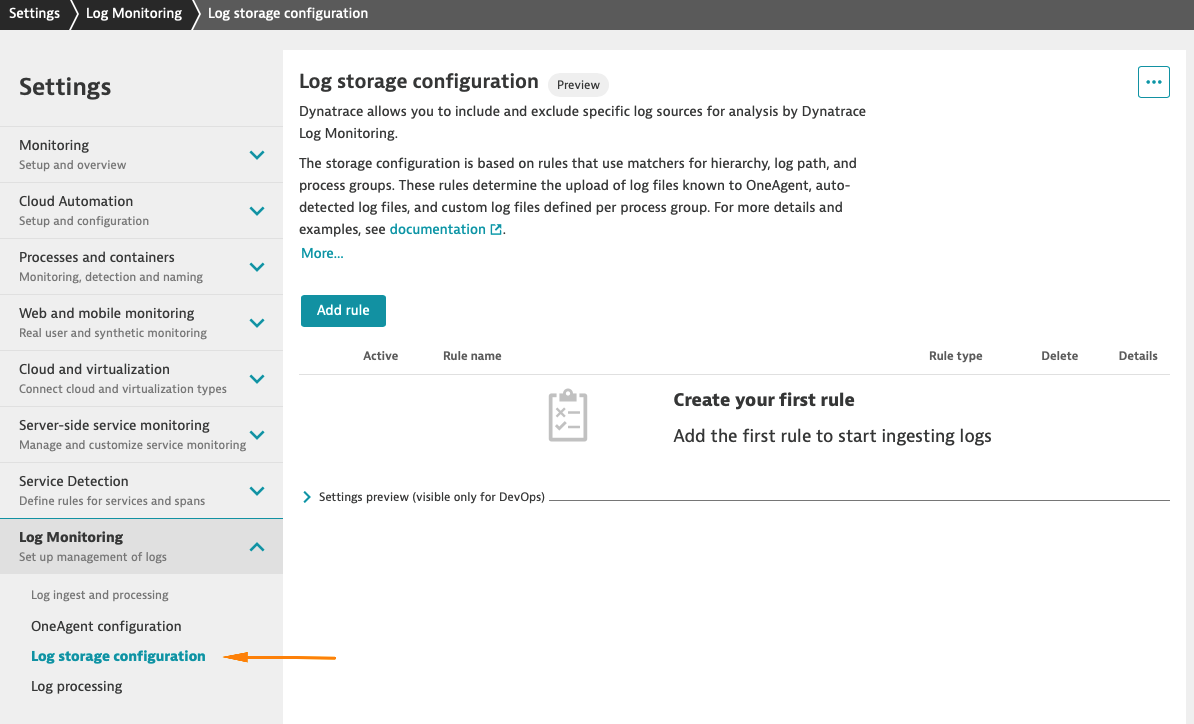 Settings
Log Monitoring
Log storage configuration
Settings
Monitoring
Setup and overview
Cloud Automation
Setup and configuration
Processes and containers
Monitoring, detection and naming
Web and mobile monitoring
Real user and synthetic monitoring
Cloud and virtualization
Connect cloud and virtualization types
Server-side service monitoring
Manage and customize service monitoring
Service Detection
Define rules for services and spans
Log Monitoring
Set up management of logs
Log ingest and processing
OneAgent configuration
Log storage configuration
Log processing
Log storage configuration Preview
Dynatrace allows you to include and exclude specific log sources for analysis by Dynatrace
Log Monitoring.
The storage configuration is based on rules that use matchers for hierarchy, log path, and
process groups. These rules determine the upload of log files known to OneAgent, auto-
detected log files, and custom log files defined per process group. For more details and
examples, see documentation.
More...
Add rule
Active Rule name Rule type Delete Details
Create your first rule
Add the first rule to start ingesting logs
Settings preview (visible only for DevOps)